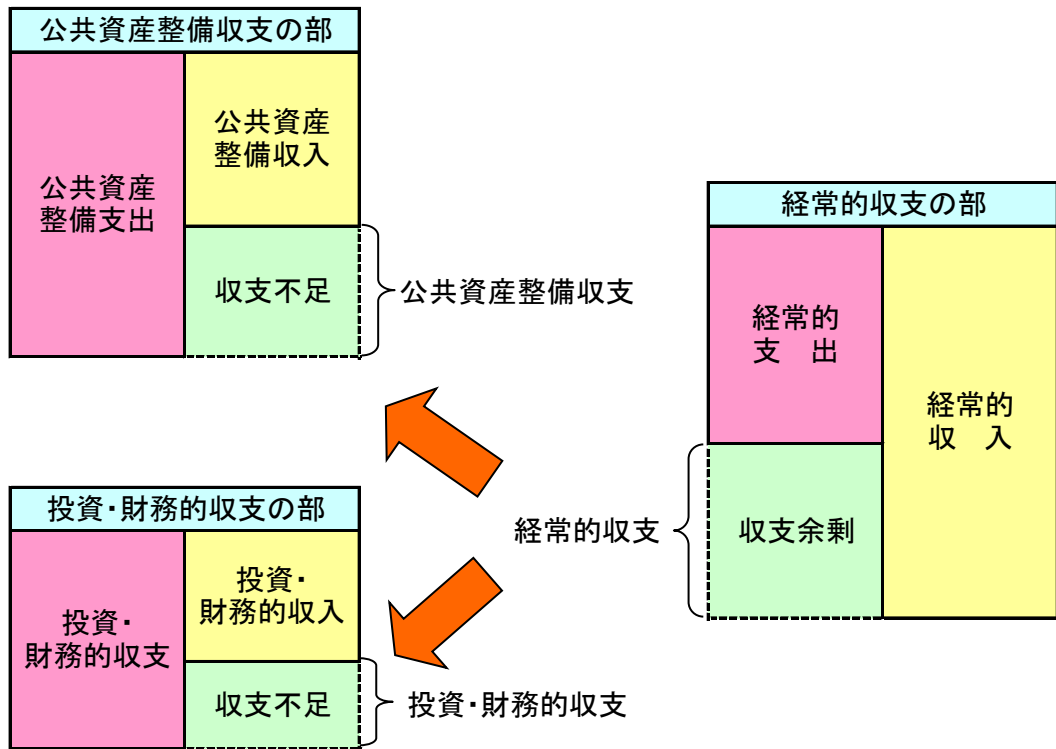 公共資産整備収支の部
公共資産
整備支出
公共資産
整備収入
収支不足
公共資産整備収支
投資・財務的収支の部
投資・
財務的収支
投資・
財務的収入
収支不足
投資・財務的収支
経常的収支の部
経常的
支　出
経常的
収　入
収支余剰
経常的収支